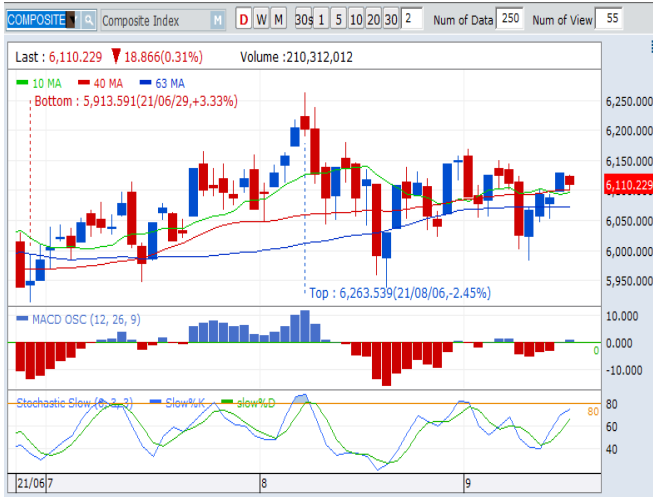 COMPOSITE Composite Index M D W M 30s 1 5 10 20 30 2 Num of Data 250 Num of View 55
Last : 6,110.229 ▼ 18.866(0.31%) Volume :210,312,012
10 MA 40 MA 63 MA
Bottom : 5,913.591(21/06/29,+3.33%)
6,250.000
6,200.000
6,150.000
6,110.229
6,050.000
6,000.000
5,950.000
Top : 6,263.539(21/08/06,-2.45%)
MACD OSC (12, 26, 9)
10.000
0.000
0
-10.000
Stochastic Slow (6, 3, 3) Slow%K slow%D
80
80
60
40
21/06 7 8 9